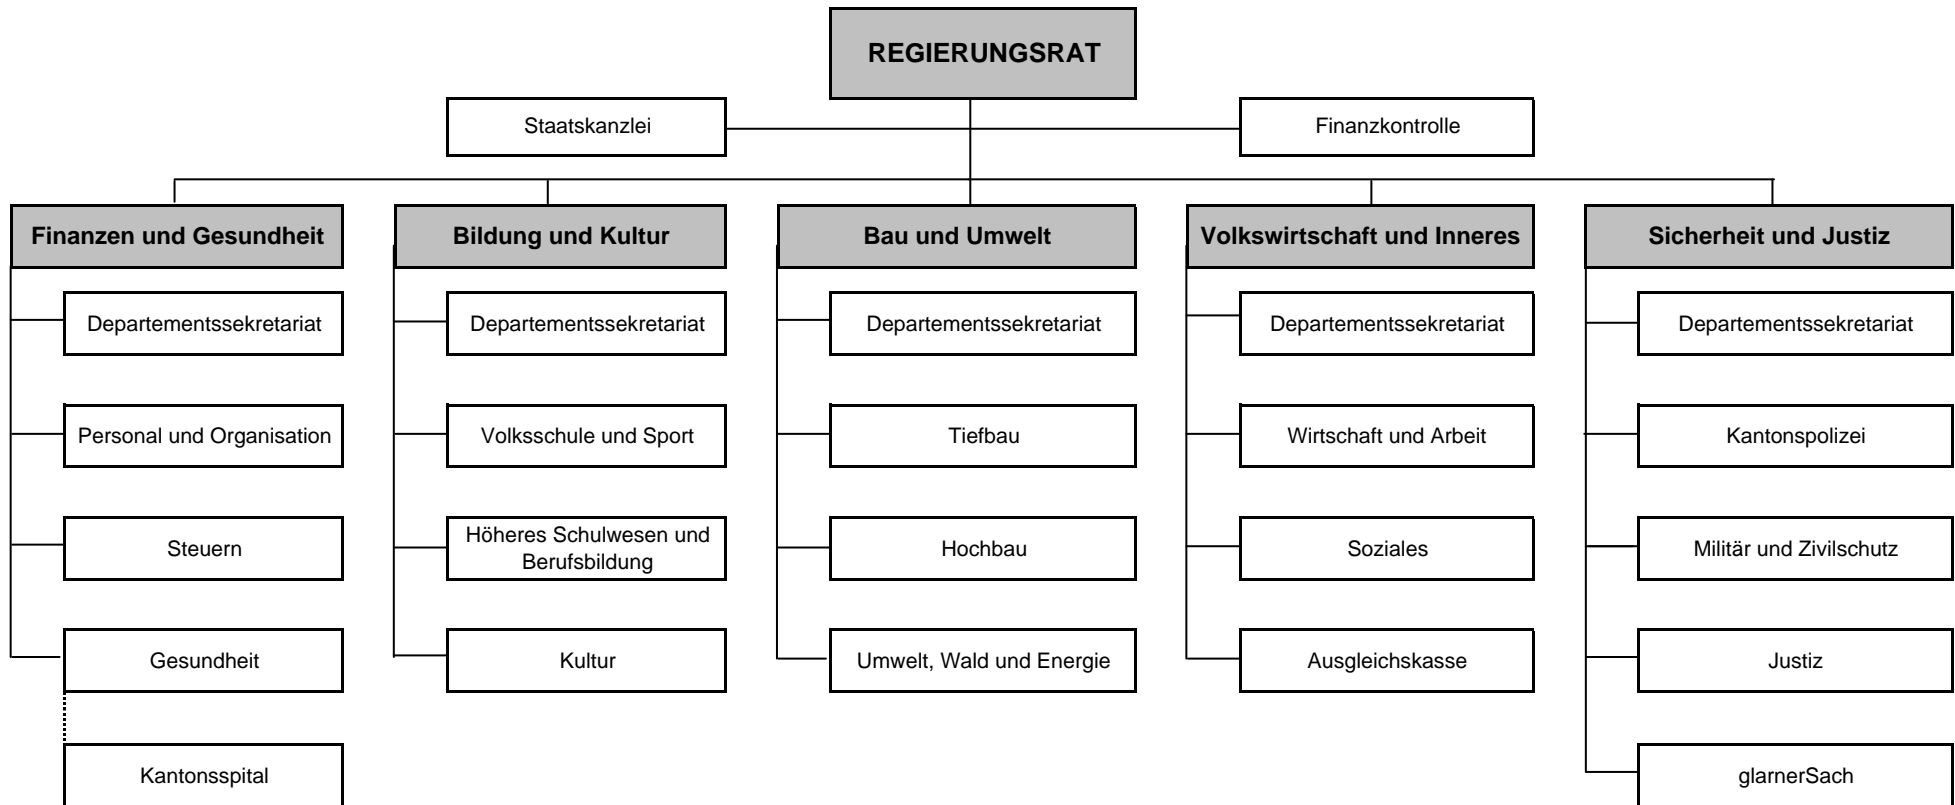 REGIERUNGSRAT
Staatskanzlei
Finanzkontrolle
Finanzen und Gesundheit
Bildung und Kultur
Bau und Umwelt
Volkswirtschaft und Inneres
Sicherheit und Justiz
Departementssekretariat
Departementssekretariat
Departementssekretariat
Departementssekretariat
Departementssekretariat
Personal und Organisation
Volksschule und Sport
Tiefbau
Wirtschaft und Arbeit
Kantonspolizei
Steuern
Höheres Schulwesen und
Berufsbildung
Hochbau
Soziales
Militär und Zivilschutz
Gesundheit
Kultur
Umwelt, Wald und Energie
Ausgleichskasse
Justiz
Kantonsspital
glarnerSach